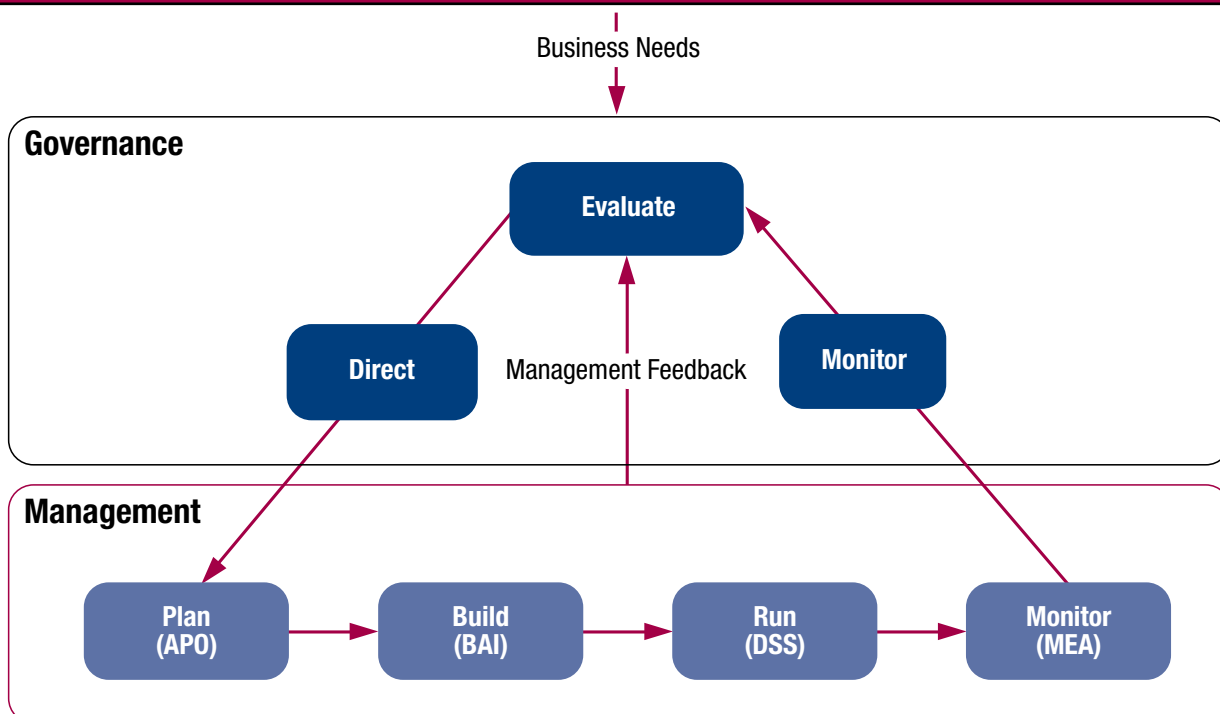 Business Needs
Governance
Evaluate
Direct
Management Feedback
Monitor
Management
Plan
(APO)
Build
(BAI)
Run
(DSS)
Monitor
(MEA)